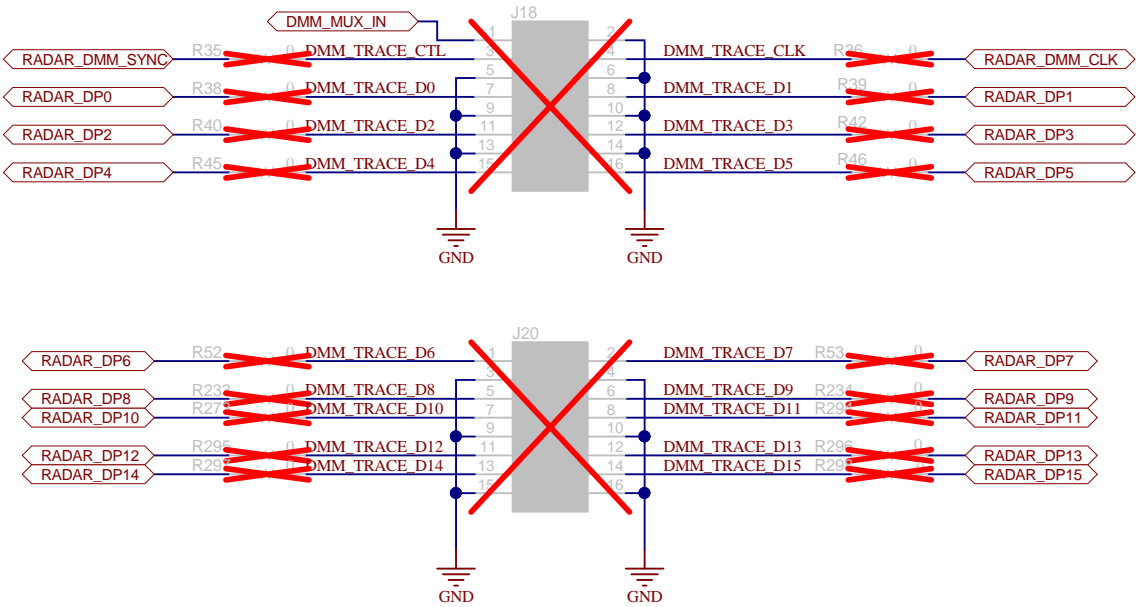 DMM_MUX_IN J18
1 2
RADAR_DMM_SYNC R35 0 DMM_TRACE_CTL 3 4 DMM_TRACE_CLK R36 0 RADAR_DMM_CLK
5 6
RADAR_DP0 R38 0 DMM_TRACE_D0 7 8 DMM_TRACE_D1 R39 0 RADAR_DP1
9 10
RADAR_DP2 R40 0 DMM_TRACE_D2 11 12 DMM_TRACE_D3 R42 0 RADAR_DP3
13 14
RADAR_DP4 R45 0 DMM_TRACE_D4 15 16 DMM_TRACE_D5 R46 0 RADAR_DP5
GND GND
J20
RADAR_DP6 R52 0 DMM_TRACE_D6 1 2 DMM_TRACE_D7 R53 0 RADAR_DP7
3 4
RADAR_DP8 R233 0 DMM_TRACE_D8 5 6 DMM_TRACE_D9 R234 0 RADAR_DP9
RADAR_DP10 DMM_TRACE_D10 7 8 DMM_TRACE_D11 0 RADAR_DP11
9 10
RADAR_DP12 R295 0 DMM_TRACE_D12 11 12 DMM_TRACE_D13 R296 0 RADAR_DP13
RADAR_DP14 0 DMM_TRACE_D14 13 14 DMM_TRACE_D15 0 RADAR_DP15
15 16
GND GND